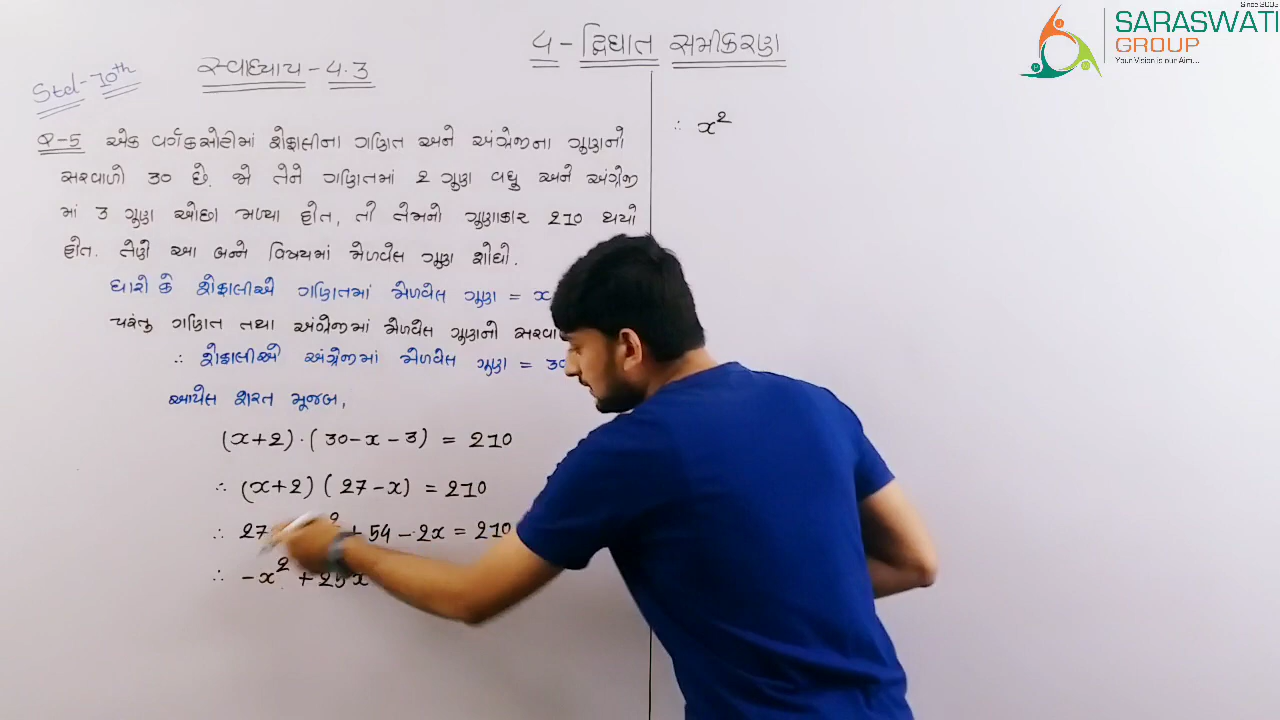 Since 2005
SARASWATI
GROUP
Your Vision is our Aim...
4 - દ્વિઘાત સમીકરણ
Std-10th
સ્વાધ્યાય - 4.3
Q-5 એક વર્ગકસોટીમાં શેફાલીના ગણિત અને અંગ્રેજીના ગુણનો
સરવાળો 30 છે. જો તેને ગણિતમાં 2 ગુણ વધુ અને અંગ્રેજી
માં 3 ગુણ ઓછા મળ્યા હોત, તો તેમનો ગુણાકાર 210 થયો
હોત. તેણે આ બન્ને વિષયમાં મેળવેલ ગુણ શોધો.
ધારો કે શેફાલીએ ગણિતમાં મેળવેલ ગુણ = x
પરંતુ ગણિત તથા અંગ્રેજીમાં મેળવેલ ગુણનો
∴ શેફાલીએ અંગ્રેજીમાં મેળવેલ ગુણ = 30
આપેલ શરત મુજબ,
(x+2)·(30-x-3) = 210
∴ (x+2)(27-x) = 210
∴ 27 2 + 54 - 2x = 210
∴ -x² + 25x
∴ x²